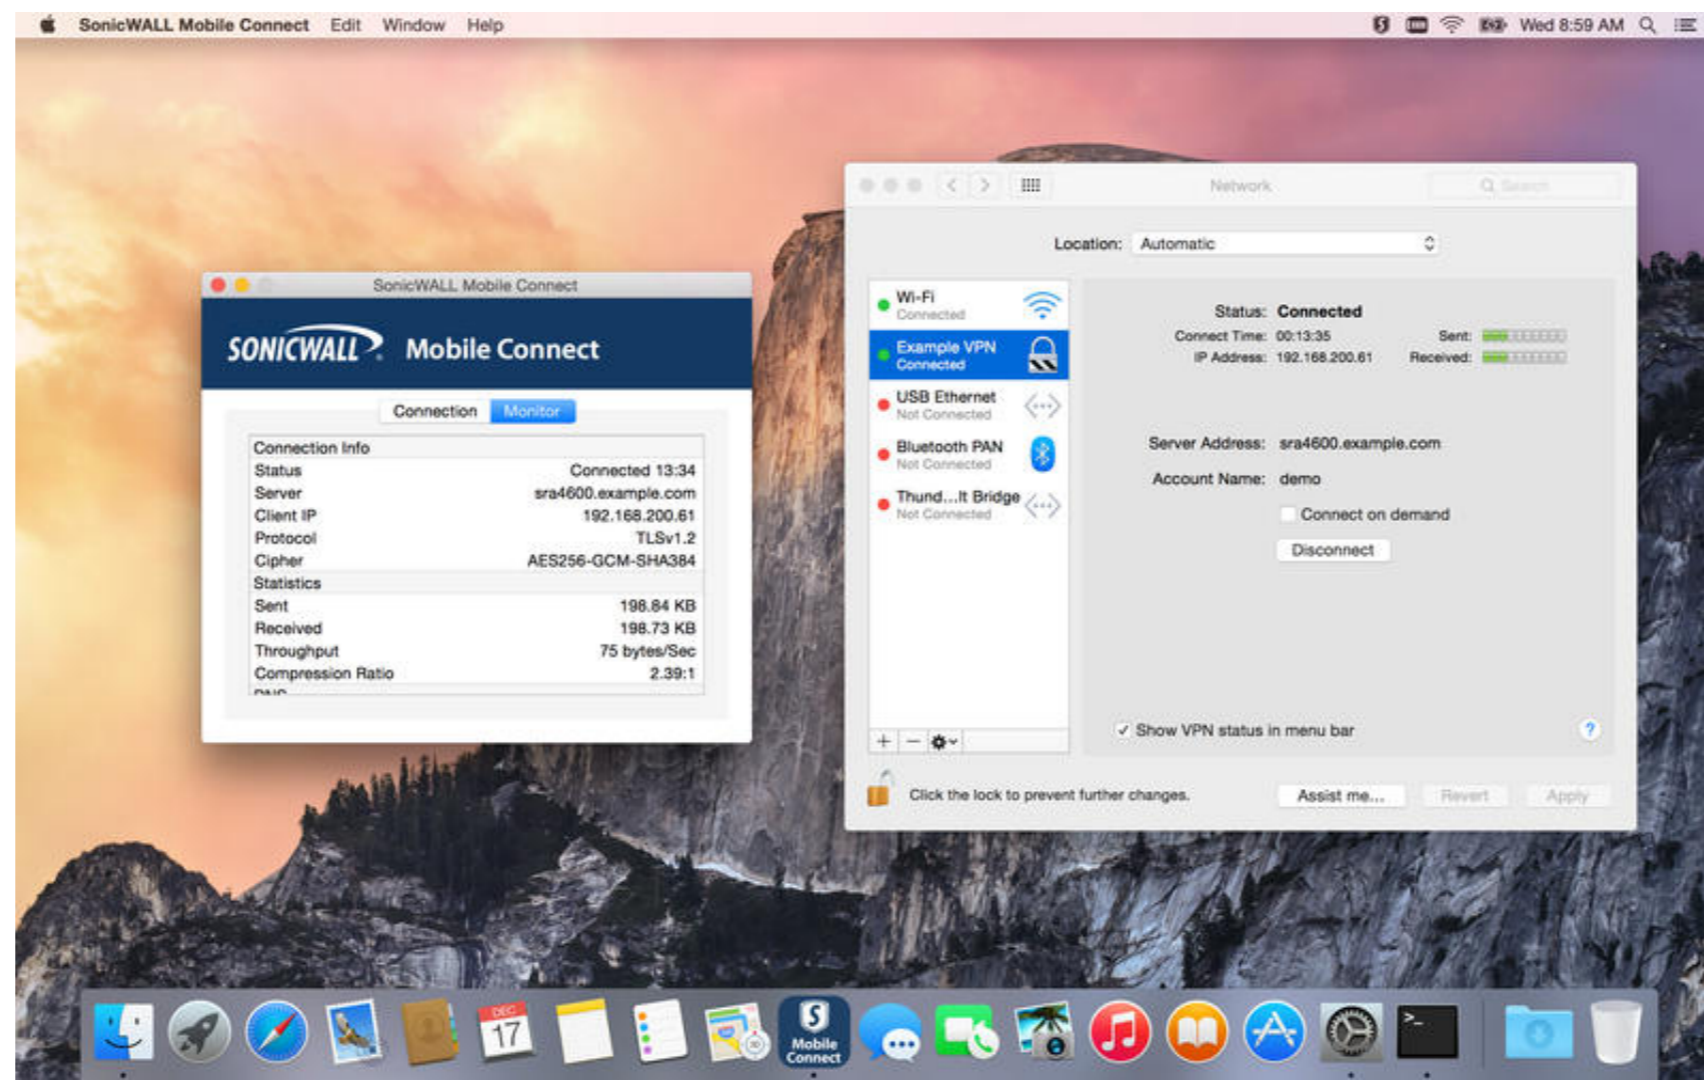 SonicWALL Mobile Connect Edit Window Help
Wed 8:59 AM
SonicWALL Mobile Connect
SONICWALL Mobile Connect
Connection Monitor
Connection Info
Status Connected 13:34
Server sra4600.example.com
Client IP 192.168.200.61
Protocol TLSv1.2
Cipher AES256-GCM-SHA384
Statistics
Sent 198.84 KB
Received 198.73 KB
Throughput 75 bytes/Sec
Compression Ratio 2.39:1
Network
Search
Location: Automatic
Wi-Fi
Connected
Example VPN
Connected
USB Ethernet
Not Connected
Bluetooth PAN
Not Connected
Thund...lt Bridge
Not Connected
Status: Connected
Connect Time: 00:13:35 Sent:
IP Address: 192.168.200.61 Received:
Server Address: sra4600.example.com
Account Name: demo
Connect on demand
Disconnect
Show VPN status in menu bar
?
Click the lock to prevent further changes.
Assist me... Revert Apply
DEC
17
S
Mobile
Connect
>_